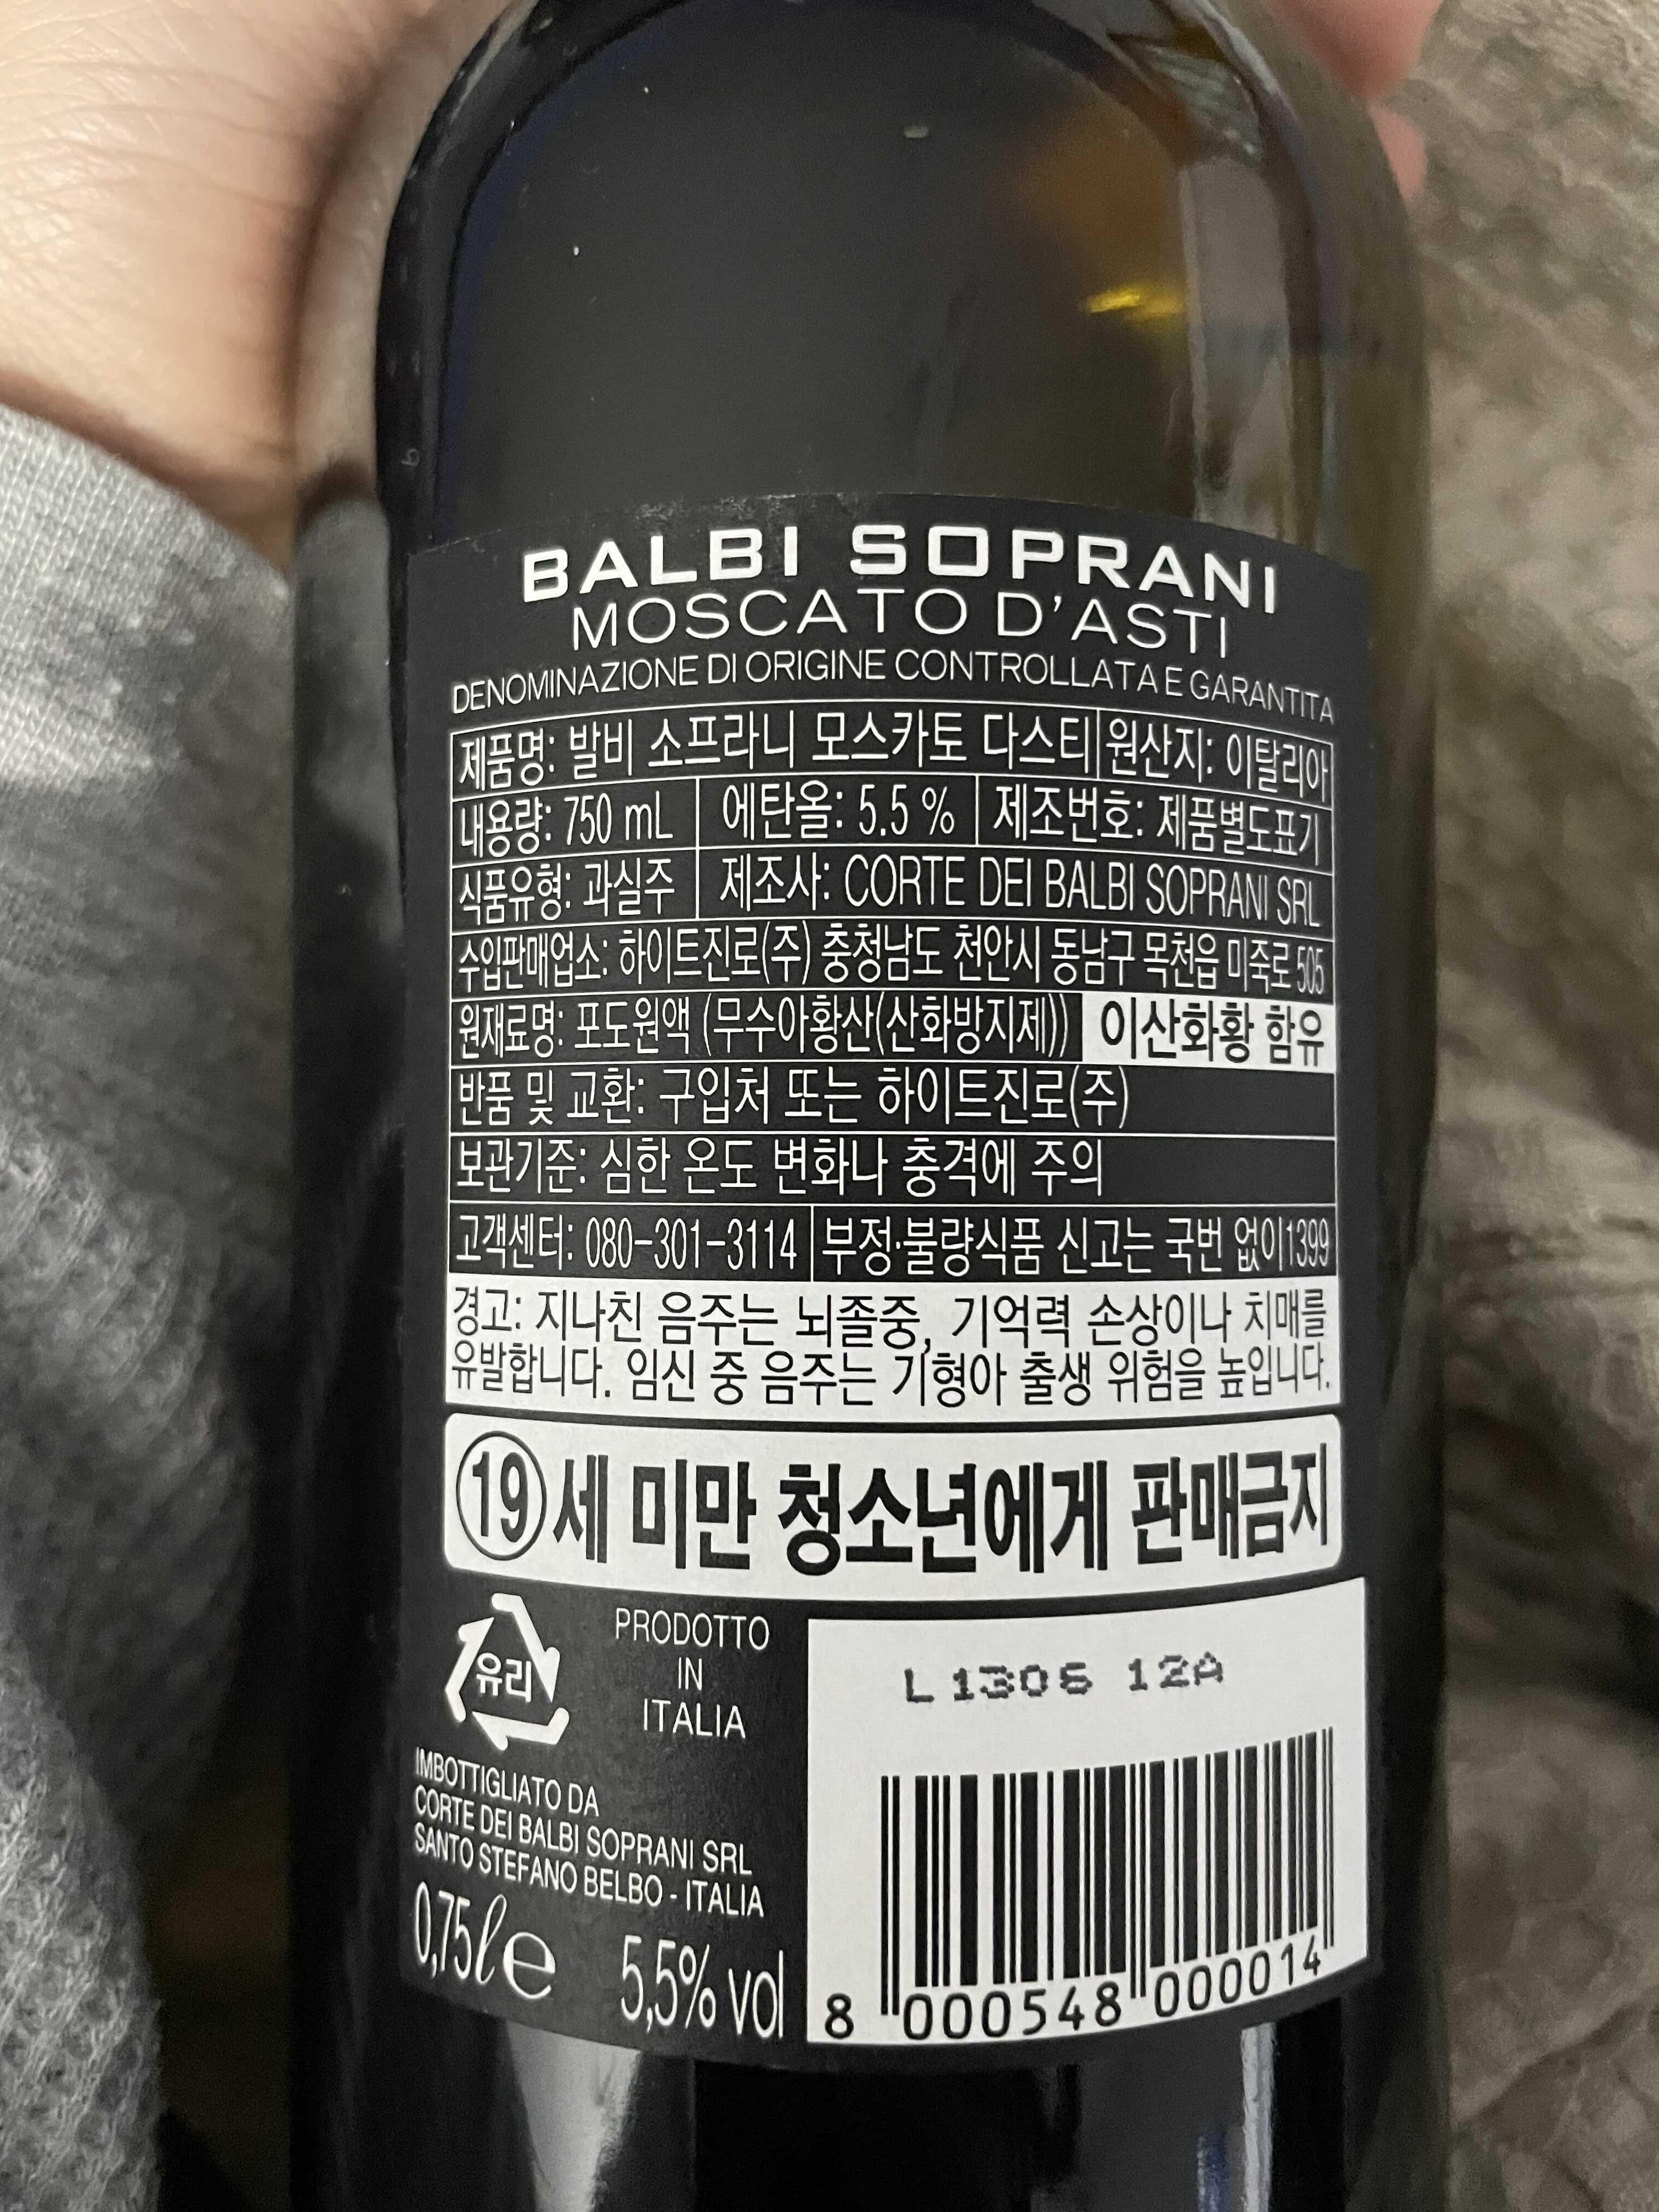 BALBI SOPRANI
MOSCATO D'ASTI
DENOMINAZIONE DI ORIGINE CONTROLLATA E GARANTITA
제품명: 발비 소프라니 모스카토 다스티 원산지: 이탈리아
내용량: 750 mL 에탄올: 5.5 % 제조번호: 제품별도표기
식품유형: 과실주 제조사: CORTE DEI BALBI SOPRANI SRL
수입판매업소: 하이트진로(주) 충청남도 천안시 동남구 목천읍 미죽로 505
원재료명: 포도원액 (무수아황산(산화방지제)) 이산화황 함유
반품 및 교환: 구입처 또는 하이트진로(주)
보관기준: 심한 온도 변화나 충격에 주의
고객센터: 080-301-3114 부정·불량식품 신고는 국번 없이1399
경고: 지나친 음주는 뇌졸중, 기억력 손상이나 치매를
유발합니다. 임신 중 음주는 기형아 출생 위험을 높입니다.
19세 미만 청소년에게 판매금지
유리
PRODOTTO
IN
ITALIA
IMBOTTIGLIATO DA
CORTE DEI BALBI SOPRANI SRL
SANTO STEFANO BELBO - ITALIA
0,75ℓ e 5,5% vol
L1306 12A
8 000548 000014